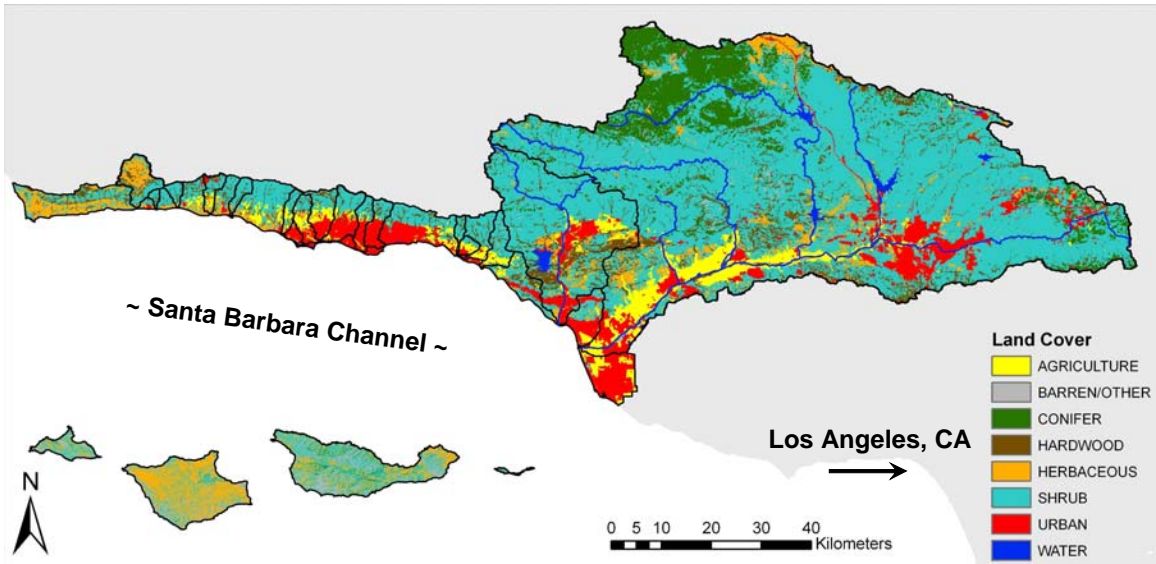 ~ Santa Barbara Channel ~
Land Cover
AGRICULTURE
BARREN/OTHER
CONIFER
HARDWOOD
HERBACEOUS
SHRUB
URBAN
WATER
Los Angeles, CA
N
0 5 10 20 30 40
Kilometers